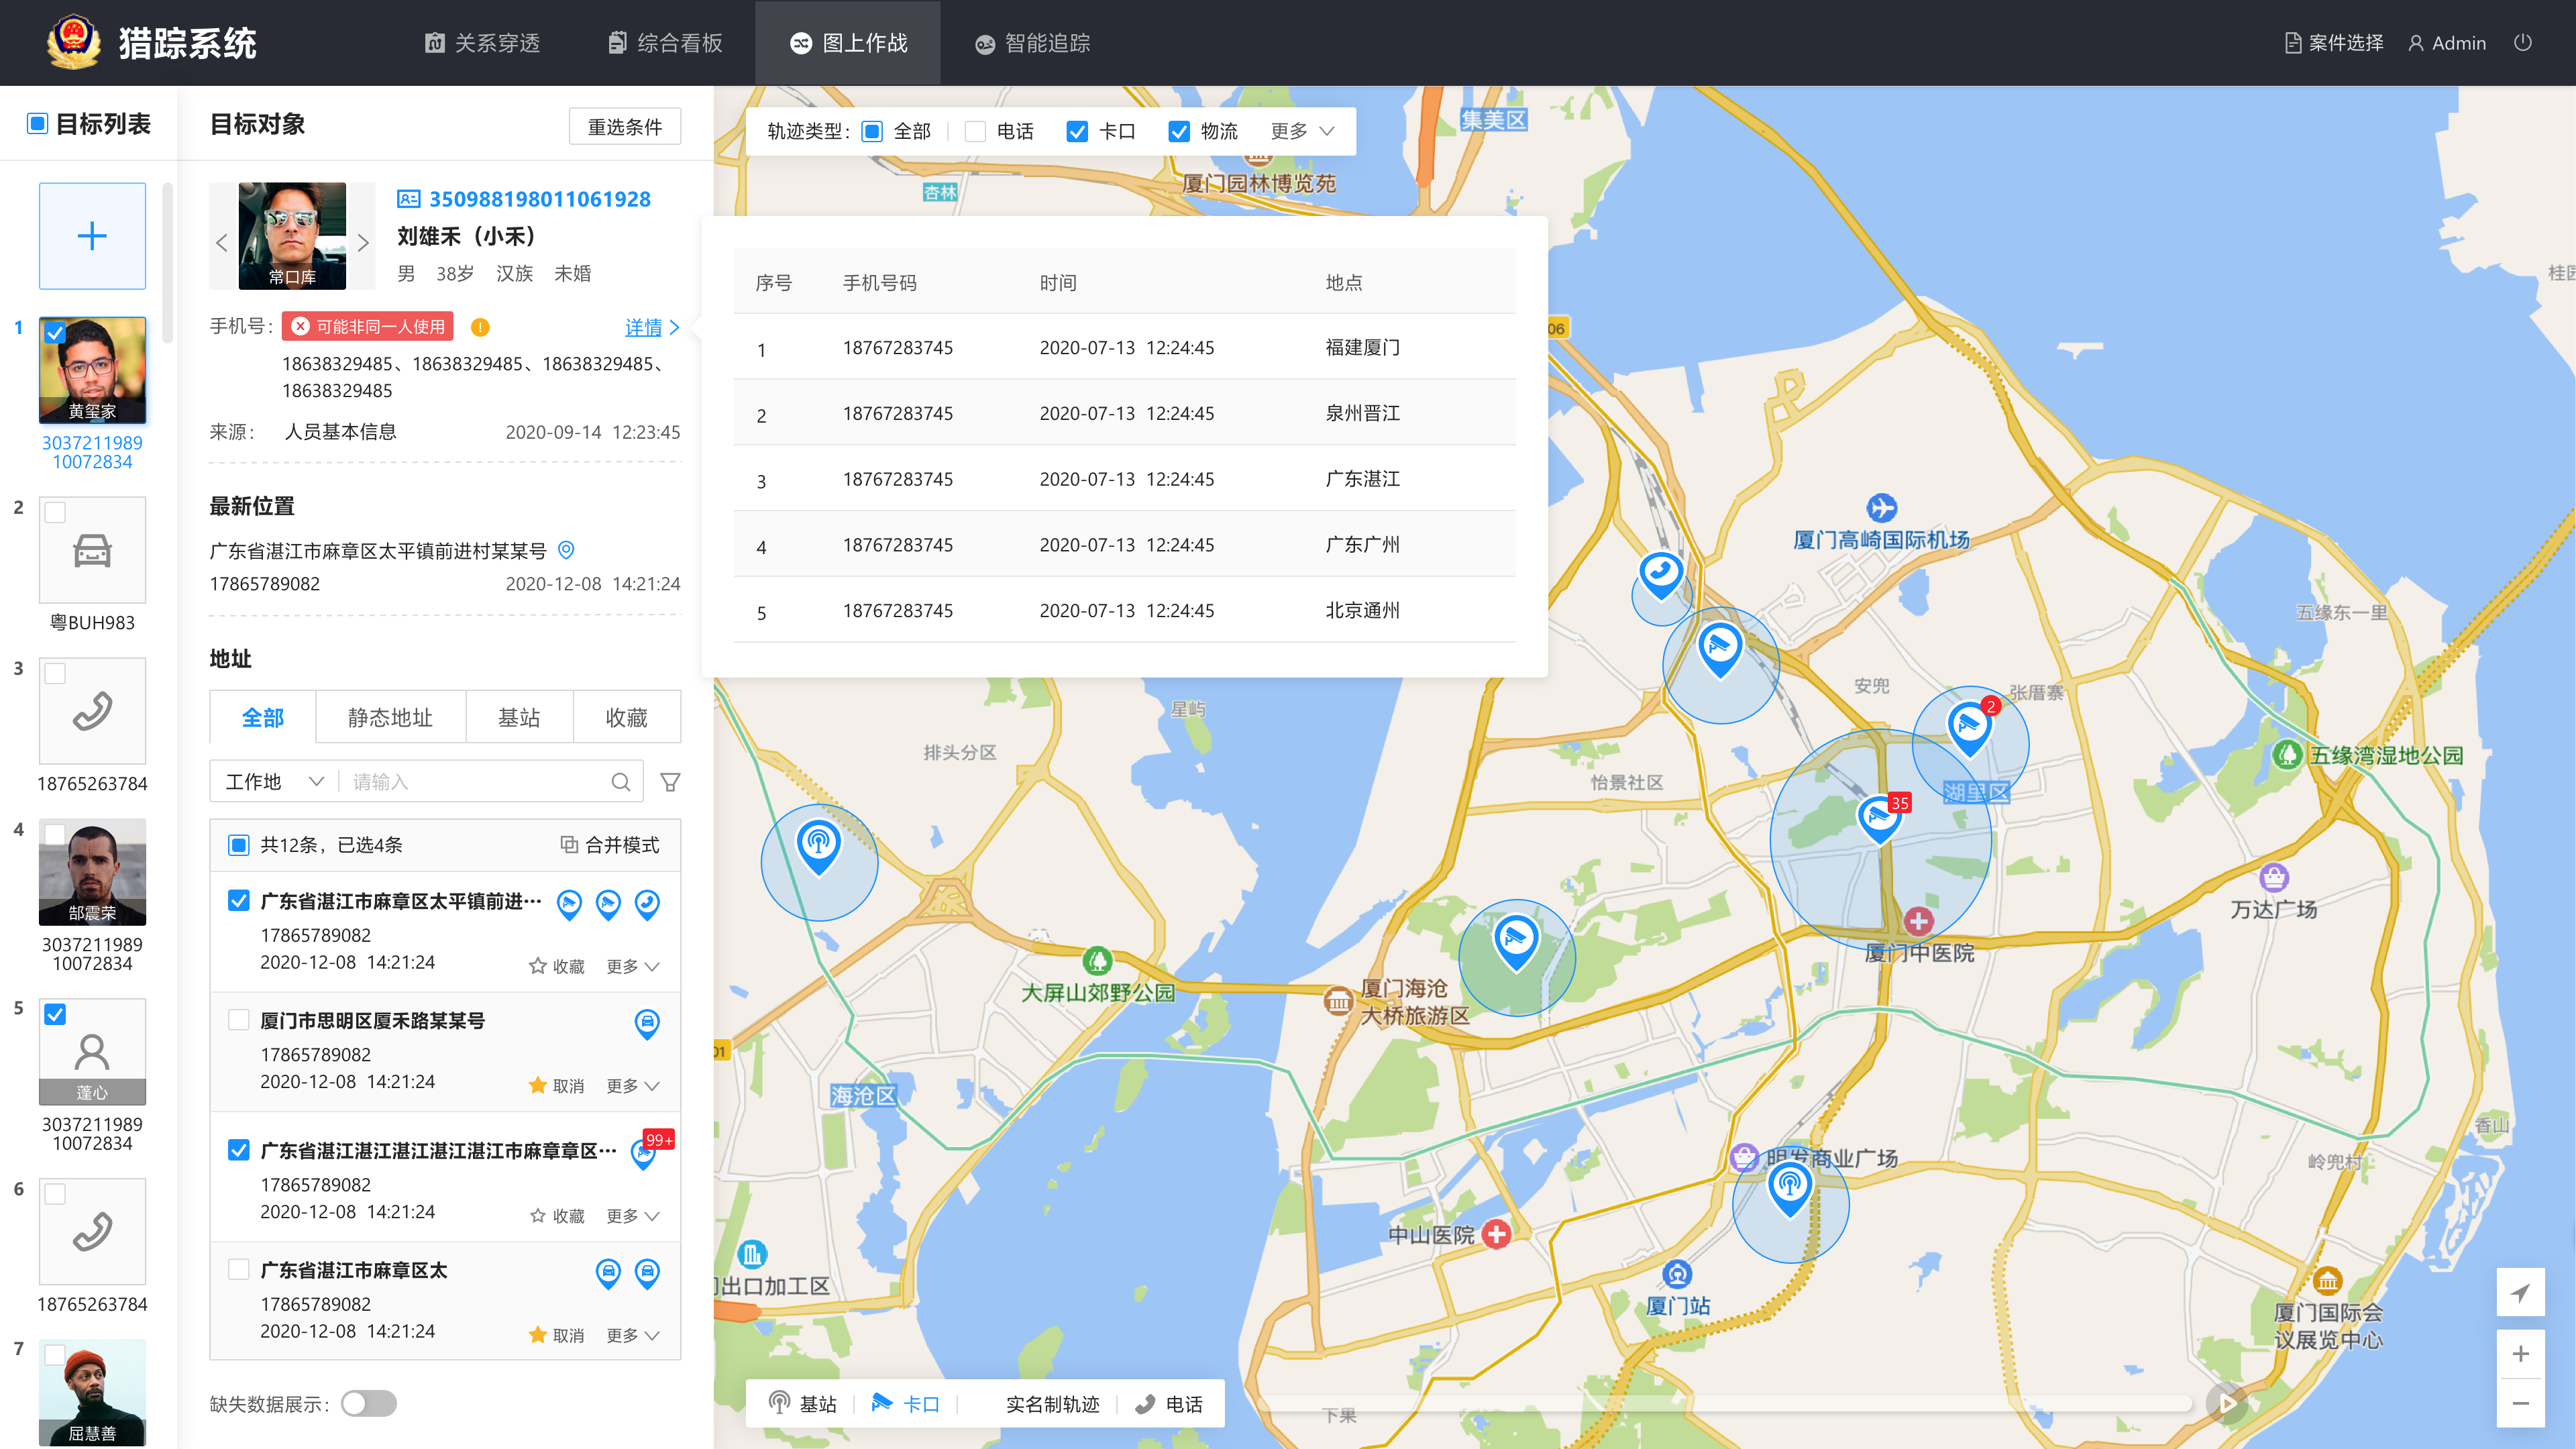 猎踪系统
关系穿透
综合看板
图上作战
智能追踪
案件选择
Admin
目标列表
1
黄玺家
3037211989
10072834
2
粤BUH983
3
18765263784
4
郜震荣
3037211989
10072834
5
蓬心
3037211989
10072834
6
18765263784
7
屈慧善
目标对象
重选条件
常口库
350988198011061928
刘雄禾（小禾）
男 38岁 汉族 未婚
手机号： 可能非同一人使用 详情
18638329485、18638329485、18638329485、
18638329485
来源： 人员基本信息 2020-09-14 12:23:45
最新位置
广东省湛江市麻章区太平镇前进村某某号
17865789082 2020-12-08 14:21:24
地址
全部 静态地址 基站 收藏
工作地 请输入
共12条，已选4条 合并模式
广东省湛江市麻章区太平镇前进…
17865789082
2020-12-08 14:21:24 收藏 更多
厦门市思明区厦禾路某某号
17865789082
2020-12-08 14:21:24 取消 更多
广东省湛江湛江湛江湛江湛江市麻章章区… 99+
17865789082
2020-12-08 14:21:24 收藏 更多
广东省湛江市麻章区太
17865789082
2020-12-08 14:21:24 取消 更多
缺失数据展示：
轨迹类型： 全部 电话 卡口 物流 更多
序号 手机号码 时间 地点
1 18767283745 2020-07-13 12:24:45 福建厦门
2 18767283745 2020-07-13 12:24:45 泉州晋江
3 18767283745 2020-07-13 12:24:45 广东湛江
4 18767283745 2020-07-13 12:24:45 广东广州
5 18767283745 2020-07-13 12:24:45 北京通州
集美区
杏林
厦门园林博览苑
06
厦门高崎国际机场
五缘东一里
安兜
张厝寨
2
星屿
排头分区
怡景社区
湖里区
35
五缘湾湿地公园
万达广场
厦门中医院
大屏山郊野公园
厦门海沧
大桥旅游区
01
海沧区
香山
岭兜村
明发商业广场
中山医院
出口加工区
厦门站
厦门国际会
议展览中心
下果
基站 卡口 实名制轨迹 电话